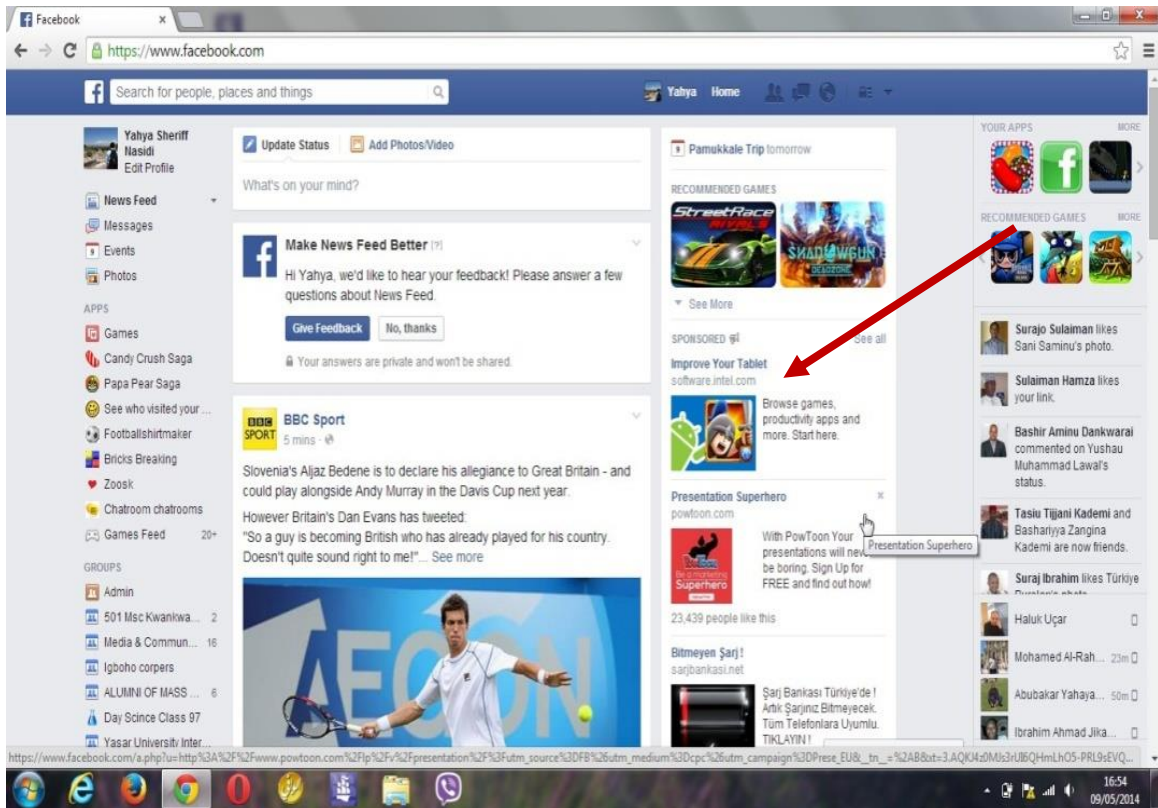 Facebook
https://www.facebook.com
Search for people, places and things
Yahya Home
Yahya Sheriff
Nasidi
Edit Profile
News Feed
Messages
Events
Photos
APPS
Games
Candy Crush Saga
Papa Pear Saga
See who visited your ...
Footballshirtmaker
Bricks Breaking
Zoosk
Chatroom chatrooms
Games Feed 20+
GROUPS
Admin
501 Msc Kwankwa... 2
Media & Commun... 16
Igboho corpers
ALUMNI OF MASS ... 6
Day Scince Class 97
Yasar University Inter...
Update Status Add Photos/Video
What's on your mind?
Make News Feed Better [?]
Hi Yahya, we'd like to hear your feedback! Please answer a few
questions about News Feed.
Give Feedback No, thanks
Your answers are private and won't be shared.
BBC SPORT
BBC Sport
5 mins ·
Slovenia's Aljaz Bedene is to declare his allegiance to Great Britain - and
could play alongside Andy Murray in the Davis Cup next year.
However Britain's Dan Evans has tweeted:
"So a guy is becoming British who has already played for his country.
Doesn't quite sound right to me!"... See more
AEGON
Pamukkale Trip tomorrow
RECOMMENDED GAMES
StreetRace
RIVALS
SHADOWGUN
DEADZONE
See More
SPONSORED See all
Improve Your Tablet
software.intel.com
Browse games,
productivity apps and
more. Start here.
Presentation Superhero
powtoon.com
Be a marketing
Superhero
With PowToon Your
presentations will nev
be boring. Sign Up for
FREE and find out how!
Presentation Superhero
23,439 people like this
Bitmeyen Şarj !
sarjbankasi.net
Şarj Bankası Türkiye'de !
Artık Şarjınız Bitmeyecek.
Tüm Telefonlara Uyumlu.
TIKLAYIN !
YOUR APPS MORE
RECOMMENDED GAMES MORE
Surajo Sulaiman likes
Sani Saminu's photo.
Sulaiman Hamza likes
your link.
Bashir Aminu Dankwarai
commented on Yushau
Muhammad Lawal's
status.
Tasiu Tijjani Kademi and
Bashariyya Zangina
Kademi are now friends.
Suraj Ibrahim likes Türkiye
Haluk Uçar
Mohamed Al-Rah... 23m
Abubakar Yahaya... 50m
Ibrahim Ahmad Jika...
16:54
09/05/2014